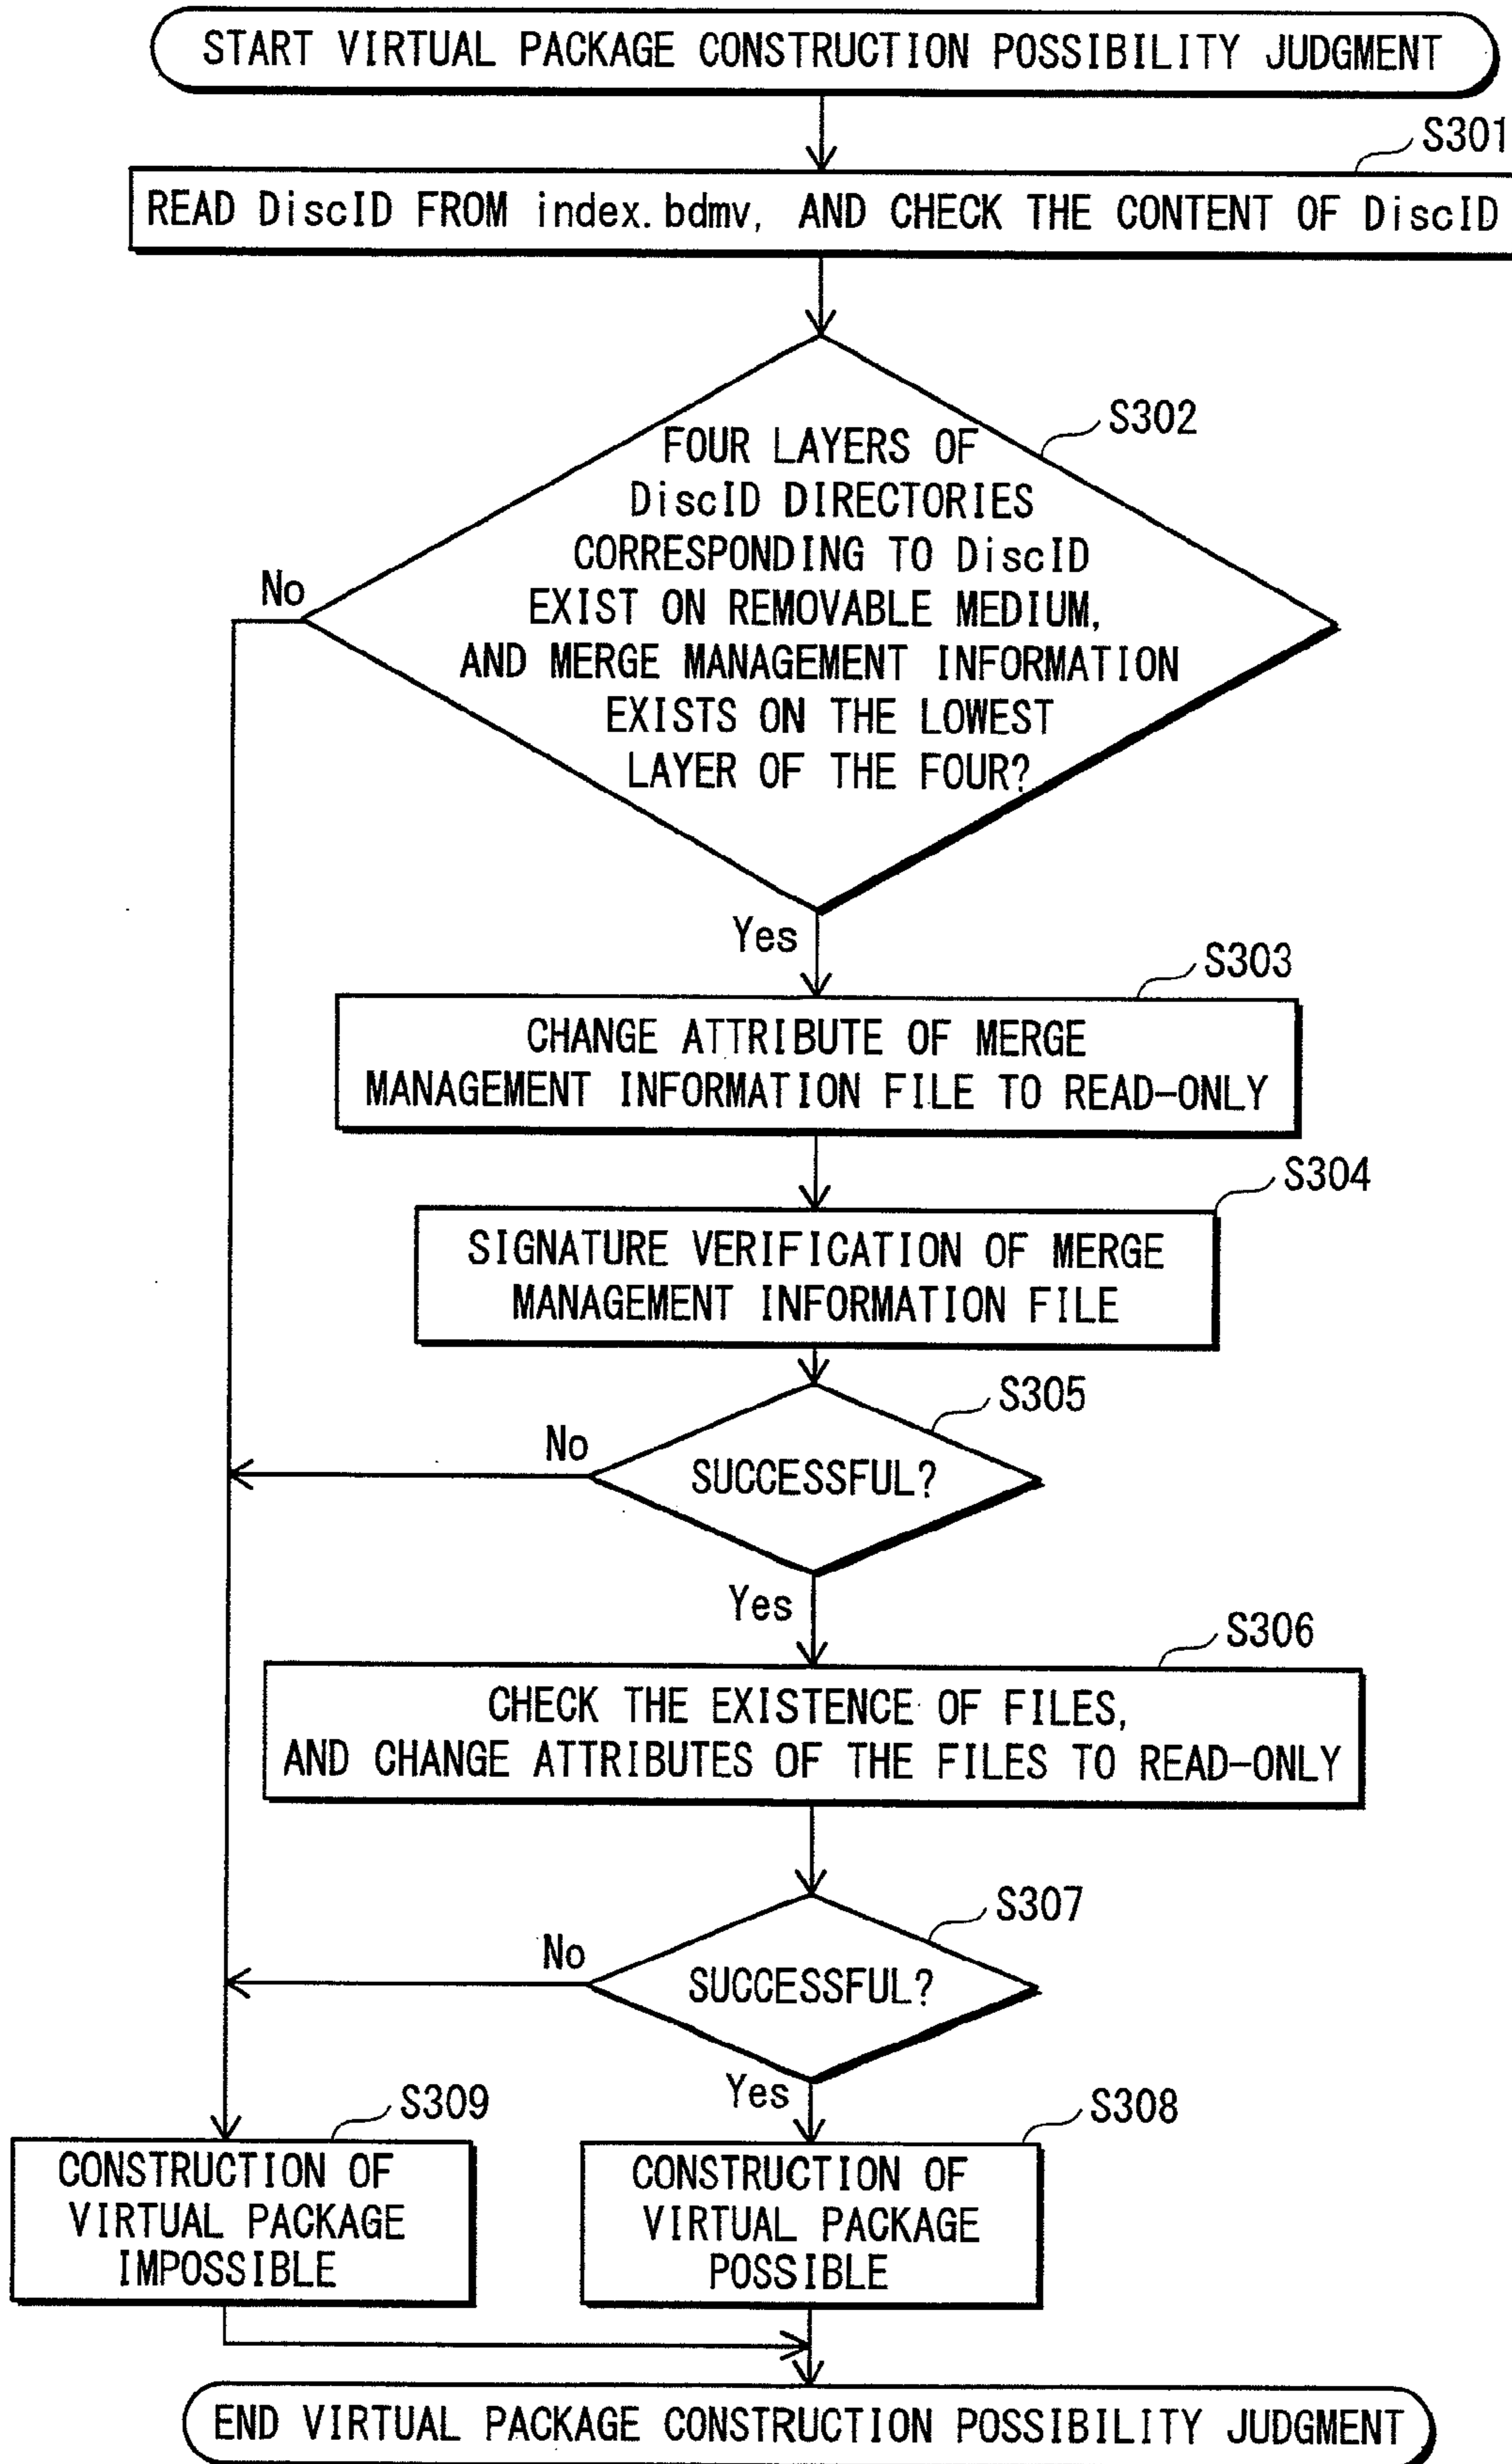 START VIRTUAL PACKAGE CONSTRUCTION POSSIBILITY JUDGMENT
S301
READ DiscID FROM index.bdmv, AND CHECK THE CONTENT OF DiscID
S302
FOUR LAYERS OF
DiscID DIRECTORIES
CORRESPONDING TO DiscID
EXIST ON REMOVABLE MEDIUM,
AND MERGE MANAGEMENT INFORMATION
EXISTS ON THE LOWEST
LAYER OF THE FOUR?
No
Yes
S303
CHANGE ATTRIBUTE OF MERGE
MANAGEMENT INFORMATION FILE TO READ-ONLY
S304
SIGNATURE VERIFICATION OF MERGE
MANAGEMENT INFORMATION FILE
S305
No
SUCCESSFUL?
Yes
S306
CHECK THE EXISTENCE OF FILES,
AND CHANGE ATTRIBUTES OF THE FILES TO READ-ONLY
S307
No
SUCCESSFUL?
Yes
S309
CONSTRUCTION OF
VIRTUAL PACKAGE
IMPOSSIBLE
S308
CONSTRUCTION OF
VIRTUAL PACKAGE
POSSIBLE
END VIRTUAL PACKAGE CONSTRUCTION POSSIBILITY JUDGMENT